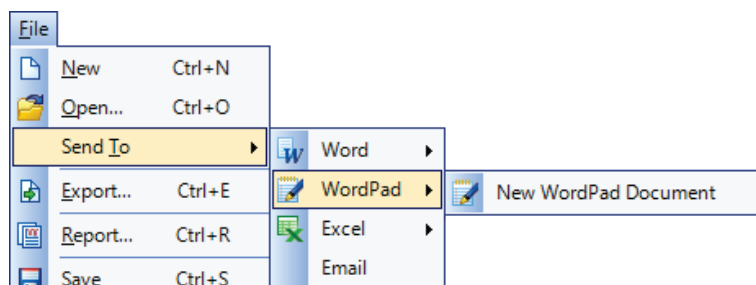 File
New Ctrl+N
Open... Ctrl+O
Send To
Word
Export... Ctrl+E
WordPad
New WordPad Document
Report... Ctrl+R
Excel
Save Ctrl+S
Email